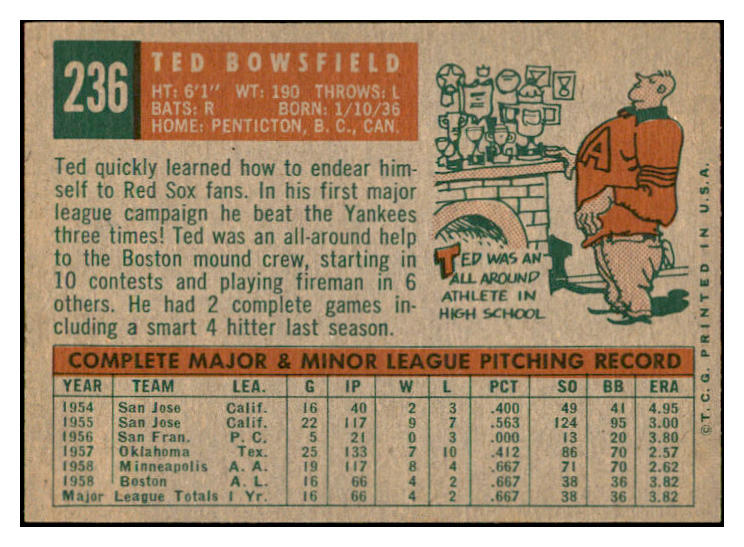 236
TED BOWSFIELD
HT: 6'1" WT: 190 THROWS: L
BATS: R BORN: 1/10/36
HOME: PENTICTON, B. C., CAN.
Ted quickly learned how to endear him-
self to Red Sox fans. In his first major
league campaign he beat the Yankees
three times! Ted was an all-around help
to the Boston mound crew, starting in
10 contests and playing fireman in 6
others. He had 2 complete games in-
cluding a smart 4 hitter last season.
A
TED WAS AN
ALL AROUND
ATHLETE IN
HIGH SCHOOL
©T. C. G. PRINTED IN U.S.A.
COMPLETE MAJOR & MINOR LEAGUE PITCHING RECORD
YEAR TEAM LEA. G IP W L PCT SO BB ERA
1954 San Jose Calif. 16 40 2 3 .400 49 41 4.95
1955 San Jose Calif. 22 117 9 7 .563 124 95 3.00
1956 San Fran. P. C. 5 21 0 3 .000 13 20 3.80
1957 Oklahoma Tex. 25 133 7 10 .412 86 70 2.57
1958 Minneapolis A. A. 19 117 8 4 .667 71 70 2.62
1958 Boston A. L. 16 66 4 2 .667 38 36 3.82
Major League Totals 1 Yr. 16 66 4 2 .667 38 36 3.82